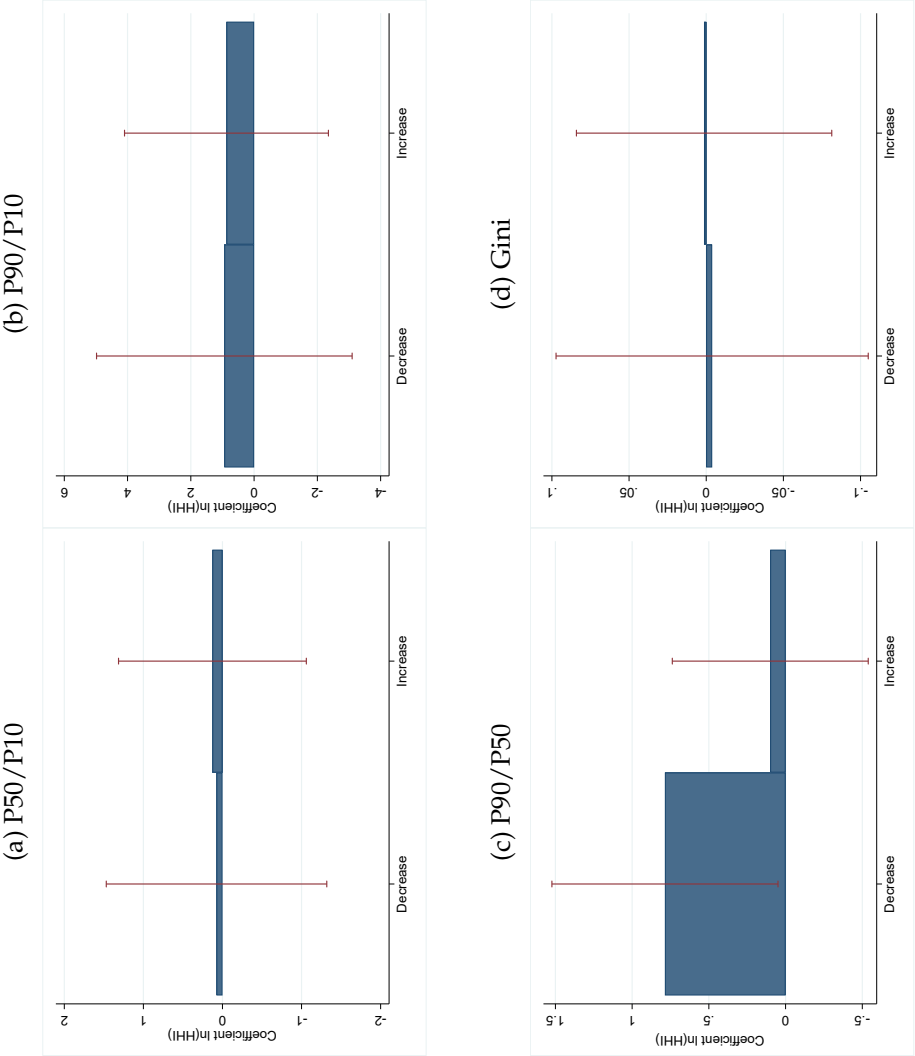 (a) P50/P10
Coefficient ln(HHI)
2
1
0
-1
-2
Decrease
Increase
(b) P90/P10
Coefficient ln(HHI)
6
4
2
0
-2
-4
Decrease
Increase
(c) P90/P50
Coefficient ln(HHI)
1.5
1
.5
0
-.5
Decrease
Increase
(d) Gini
Coefficient ln(HHI)
.1
.05
0
-.05
-.1
Decrease
Increase